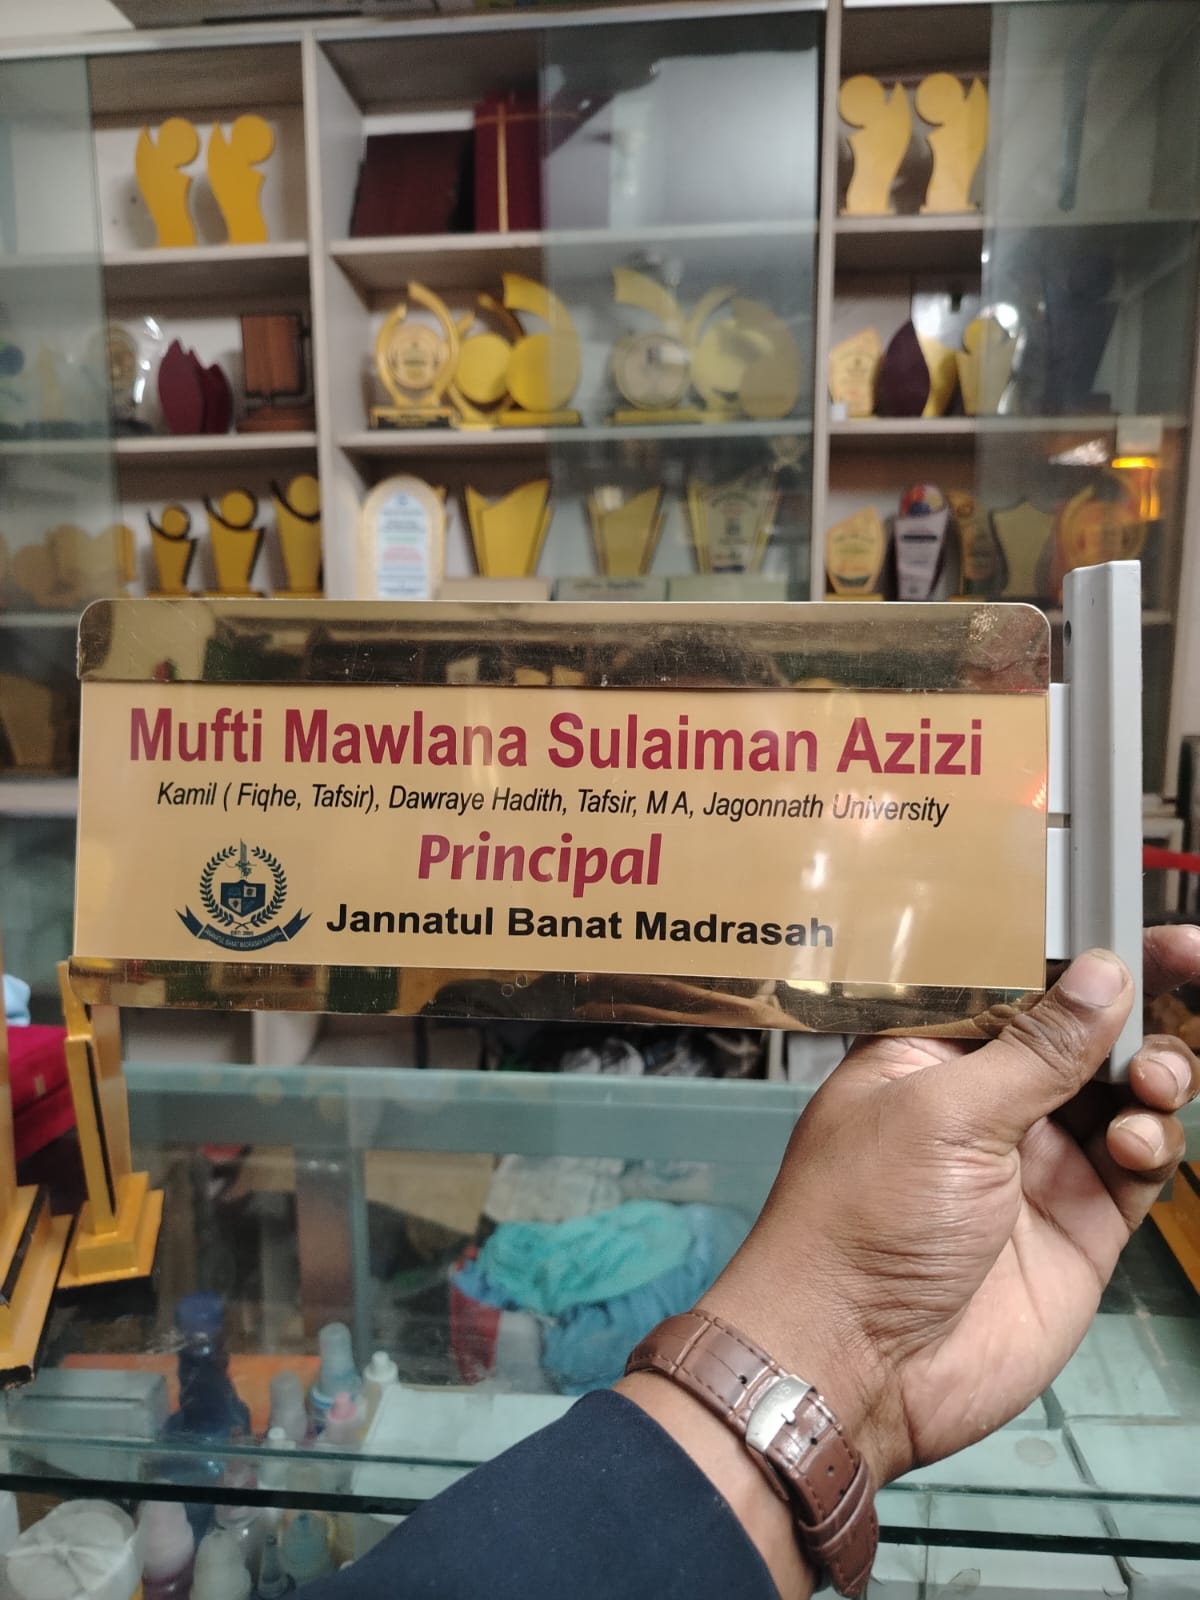 Mufti Mawlana Sulaiman Azizi
Kamil ( Fiqhe, Tafsir), Dawraye Hadith, Tafsir, M A, Jagonnath University
Principal
Jannatul Banat Madrasah